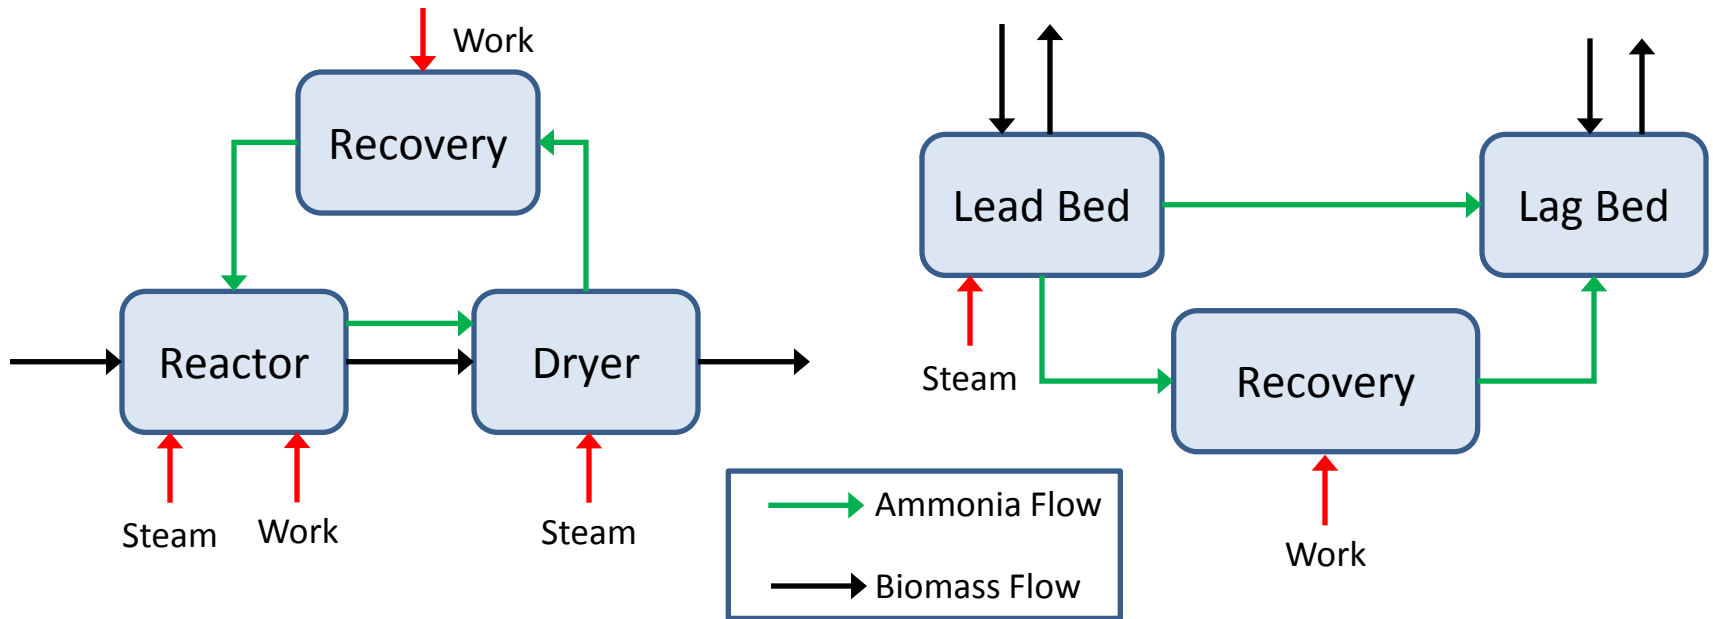 Work
Recovery
Reactor
Dryer
Steam
Work
Steam
Lead Bed
Lag Bed
Steam
Recovery
Work
Ammonia Flow
Biomass Flow